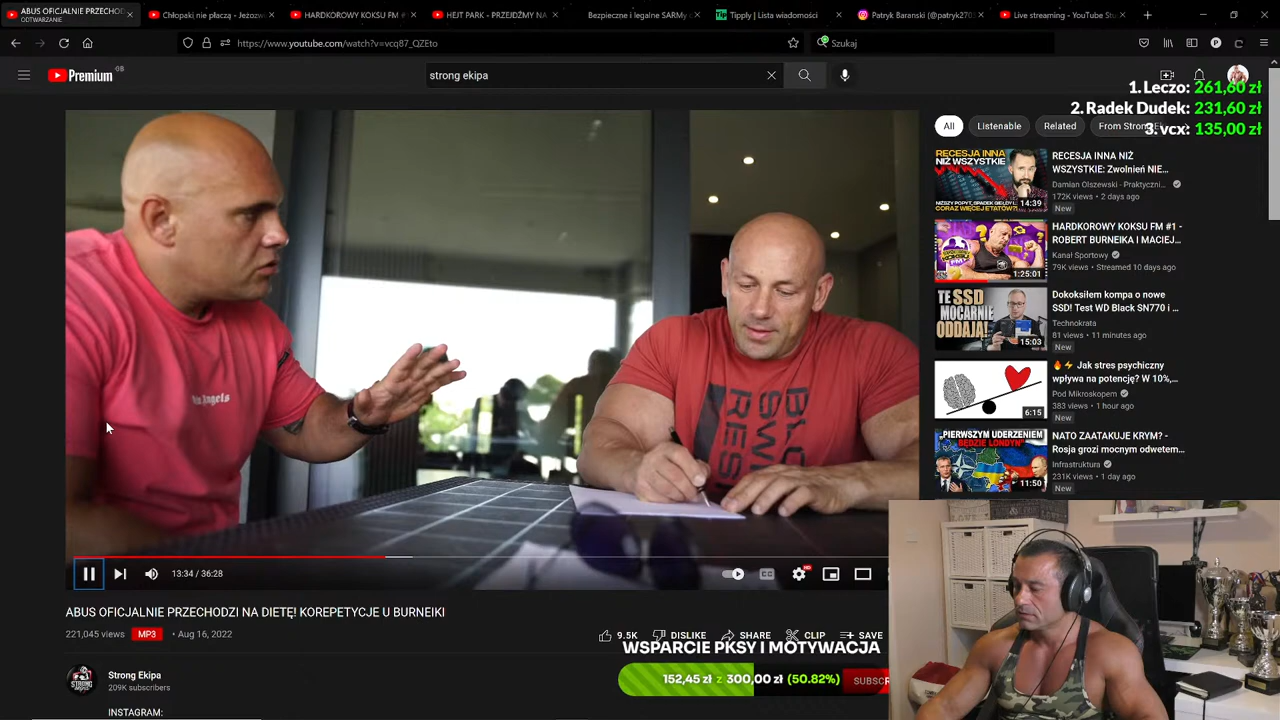 ABUS OFICJALNIE PRZECHOD
ODTWARZANIE
Chłopaki nie płaczą - Jeżozwi
HARDKOROWY KOKSU FM #
HEJT PARK - PRZEJDŹMY NA
Bezpieczne i legalne SARMy
Tipply | Lista wiadomości
Patryk Baranski (@patryk270
Live streaming - YouTube Stu
https://www.youtube.com/watch?v=vcq87_QZEto
Szukaj
Premium GB
strong ekipa
1. Leczo: 261,60 zł
2. Radek Dudek: 231,60 zł
3. vcx: 135,00 zł
All
Listenable
Related
From Strong E
RECESJA INNA
NIŻ WSZYSTKIE
14:39
RECESJA INNA NIŻ
WSZYSTKIE: Zwolnień NIE...
Damian Olszewski - Praktyczni...
172K views • 2 days ago
New
1:25:01
HARDKOROWY KOKSU FM #1 -
ROBERT BURNEIKA I MACIEJ...
Kanał Sportowy
79K views • Streamed 10 days ago
TE SSD
MOCARNIE
ODDAJĄ!
15:03
Dokoksiłem kompa o nowe
SSD! Test WD Black SN770 i ...
Technokrata
81 views • 11 minutes ago
New
6:15
Jak stres psychiczny
wpływa na potencję? W 10%,...
Pod Mikroskopem
383 views • 1 hour ago
New
"PIERWSZYM UDERZENIEM
BĘDZIE LONDYN"
11:50
NATO ZAATAKUJE KRYM? -
Rosja grozi mocnym odwetem...
Infrastruktura
231K views • 1 day ago
New
13:34 / 36:28
HD
ABUS OFICJALNIE PRZECHODZI NA DIETĘ! KOREPETYCJE U BURNEIKI
221,045 views
MP3
• Aug 16, 2022
9.5K
DISLIKE
SHARE
CLIP
SAVE
WSPARCIE PKSY I MOTYWACJA
152,45 zł z 300,00 zł (50.82%)
SUBSCR
Strong Ekipa
209K subscribers
INSTAGRAM: